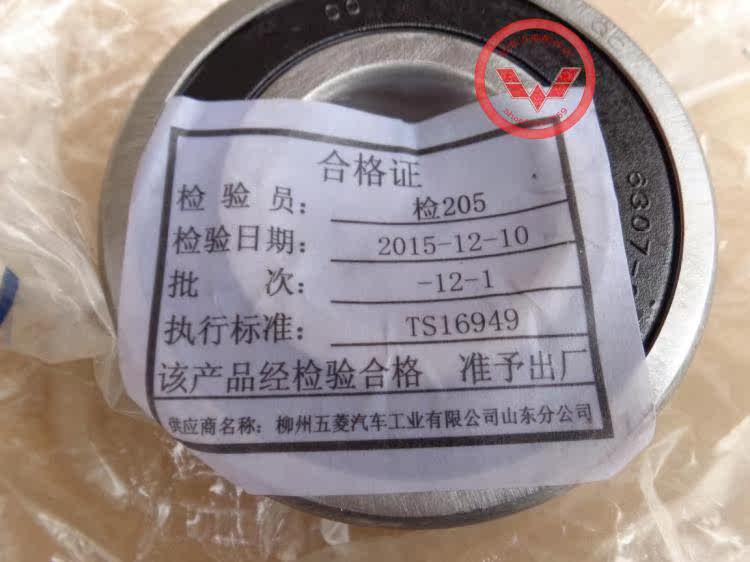 合格证
检验员: 检205
检验日期: 2015-12-10
批次: -12-1
执行标准: TS16949
该产品经检验合格 准予出厂
供应商名称: 柳州五菱汽车工业有限公司山东分公司
6307-